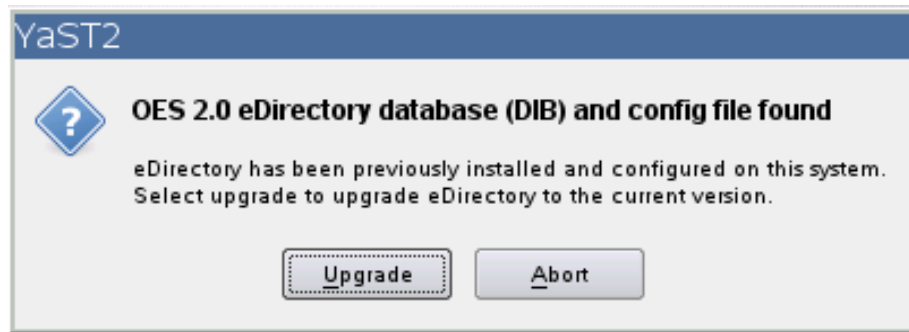 YaST2
OES 2.0 eDirectory database (DIB) and config file found
eDirectory has been previously installed and configured on this system.
Select upgrade to upgrade eDirectory to the current version.
Upgrade
Abort